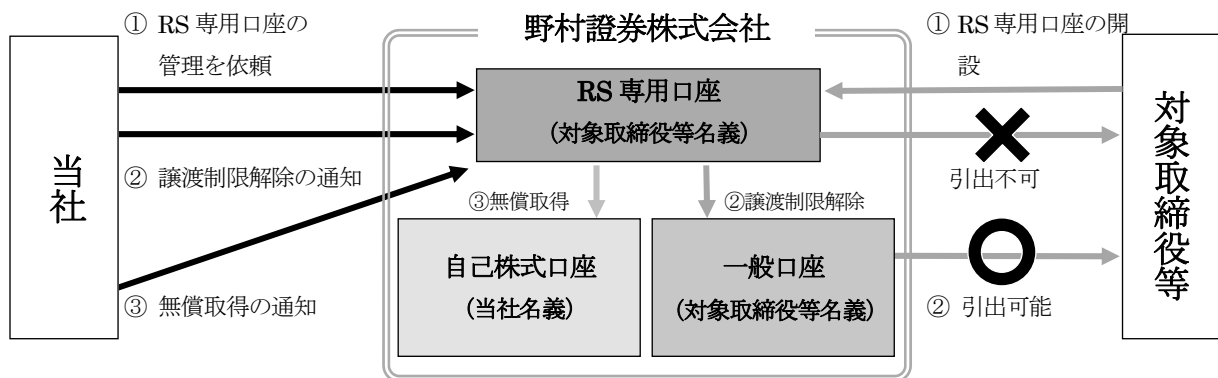 ① RS 専用口座の
管理を依頼
野村證券株式会社
① RS 専用口座の開
設
当社
RS 専用口座
(対象取締役等名義)
対象取締役等
② 譲渡制限解除の通知
引出不可
③無償取得
②譲渡制限解除
自己株式口座
(当社名義)
一般口座
(対象取締役等名義)
③ 無償取得の通知
② 引出可能